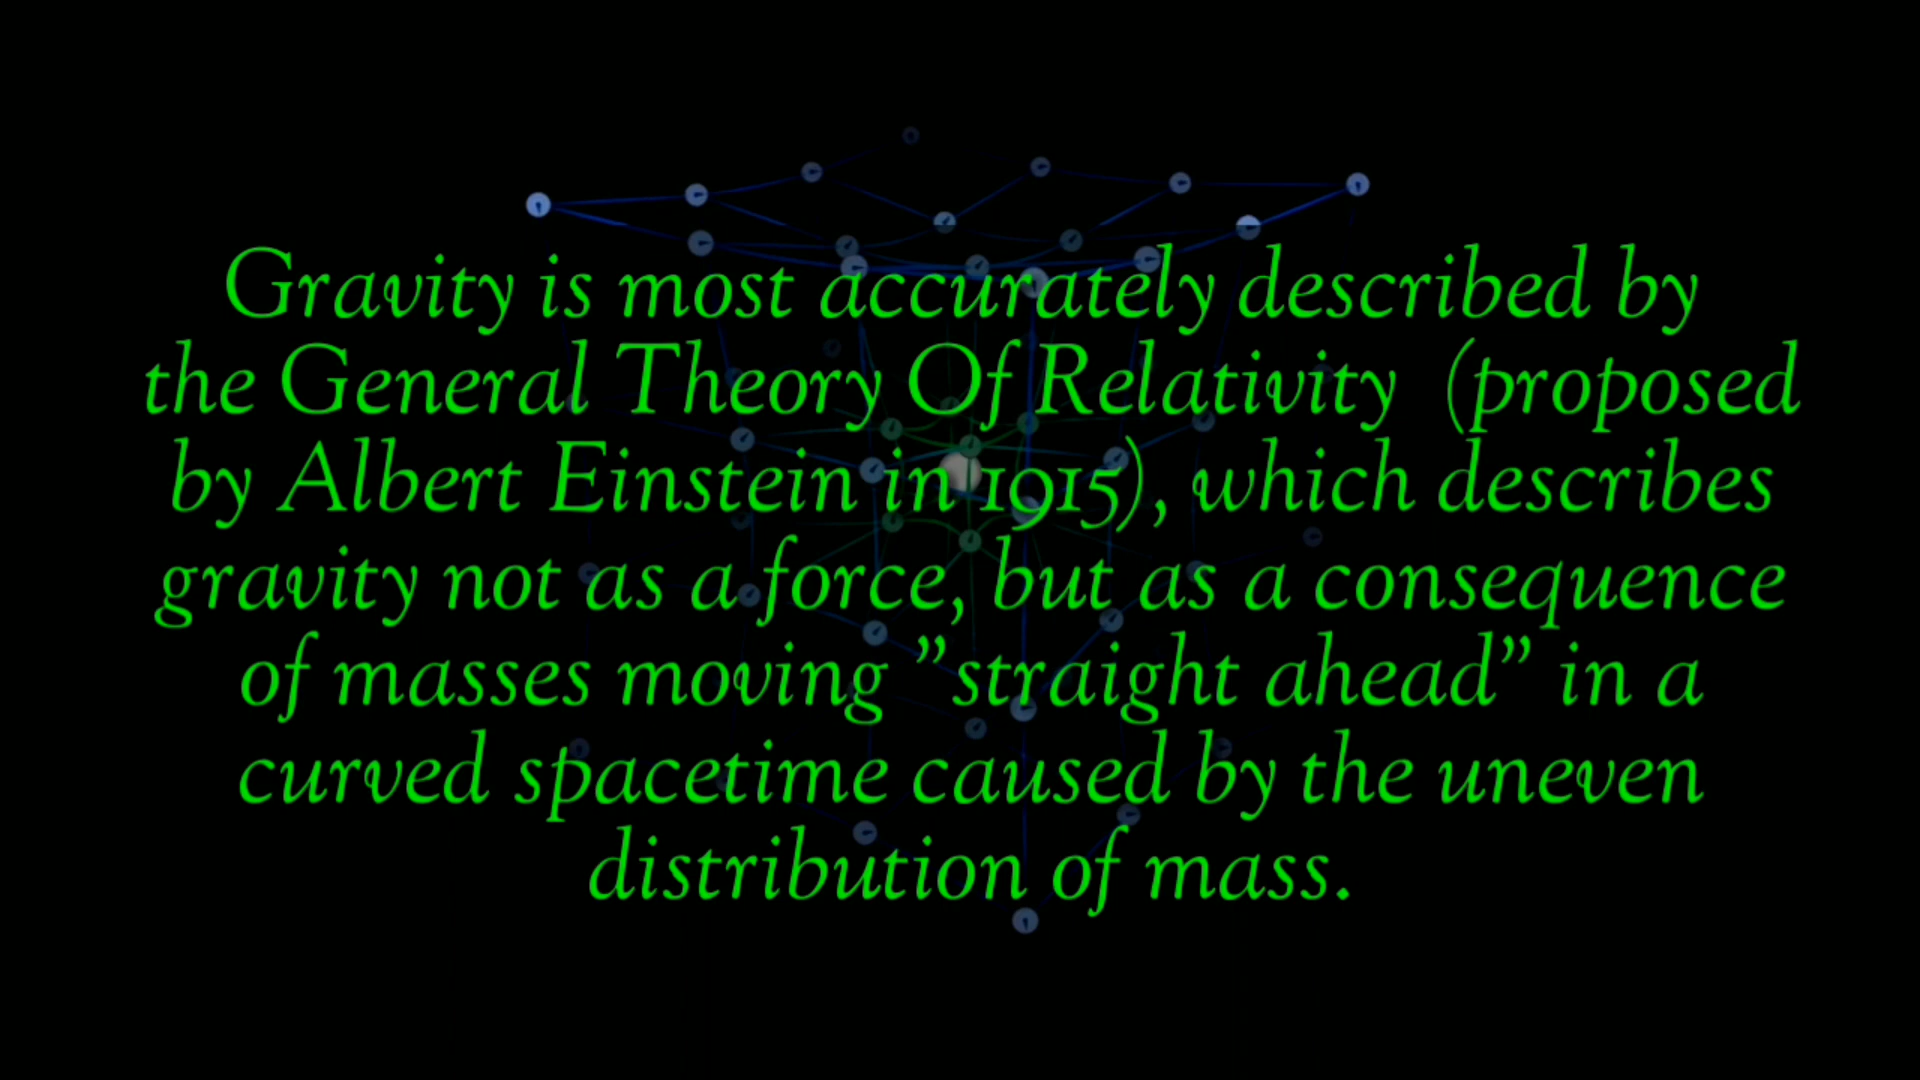 Gravity is most accurately described by
the General Theory Of Relativity (proposed
by Albert Einstein in 1915), which describes
gravity not as a force, but as a consequence
of masses moving ”straight ahead” in a
curved spacetime caused by the uneven
distribution of mass.